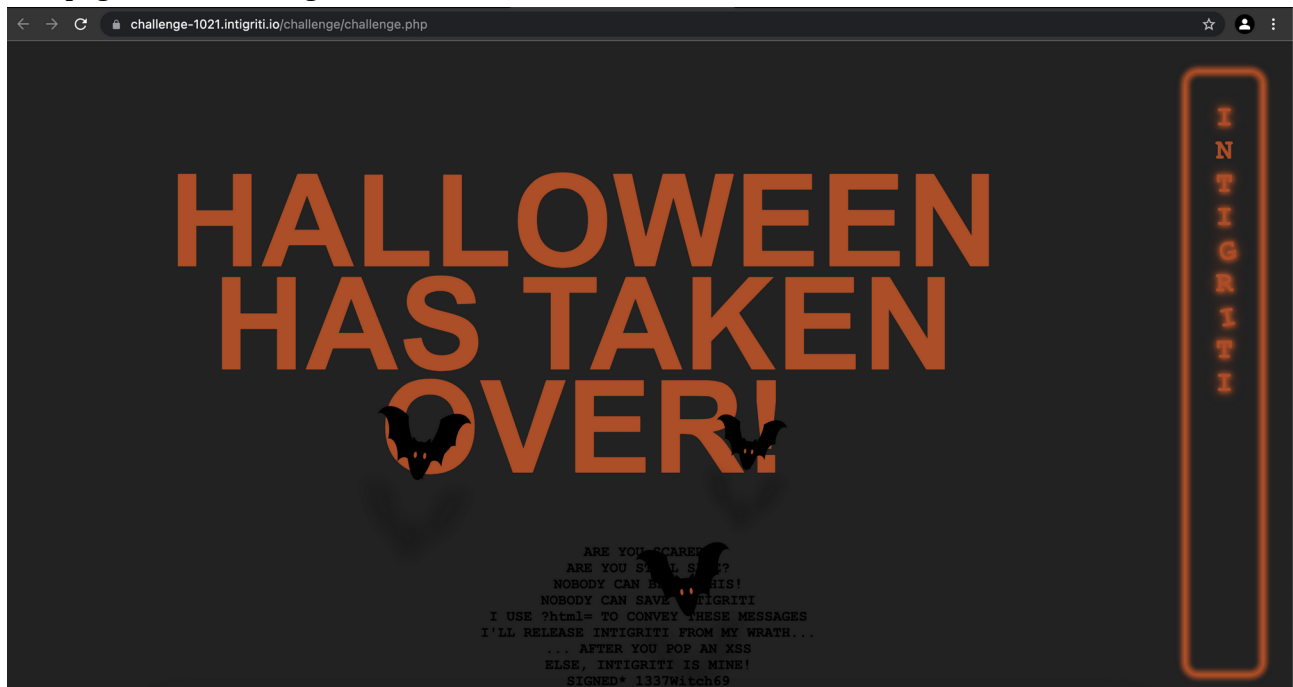 challenge-1021.intigriti.io/challenge/challenge.php
HALLOWEEN
HAS TAKEN
OVER!
ARE YOU SCARED
ARE YOU
NOBODY CAN
NOBODY CAN SAVE INTIGRITI
I USE ?html= TO CONVEY THESE MESSAGES
I'LL RELEASE INTIGRITI FROM MY WRATH...
... AFTER YOU POP AN XSS
ELSE, INTIGRITI IS MINE!
SIGNED* 1337Witch69
INTIGRITI